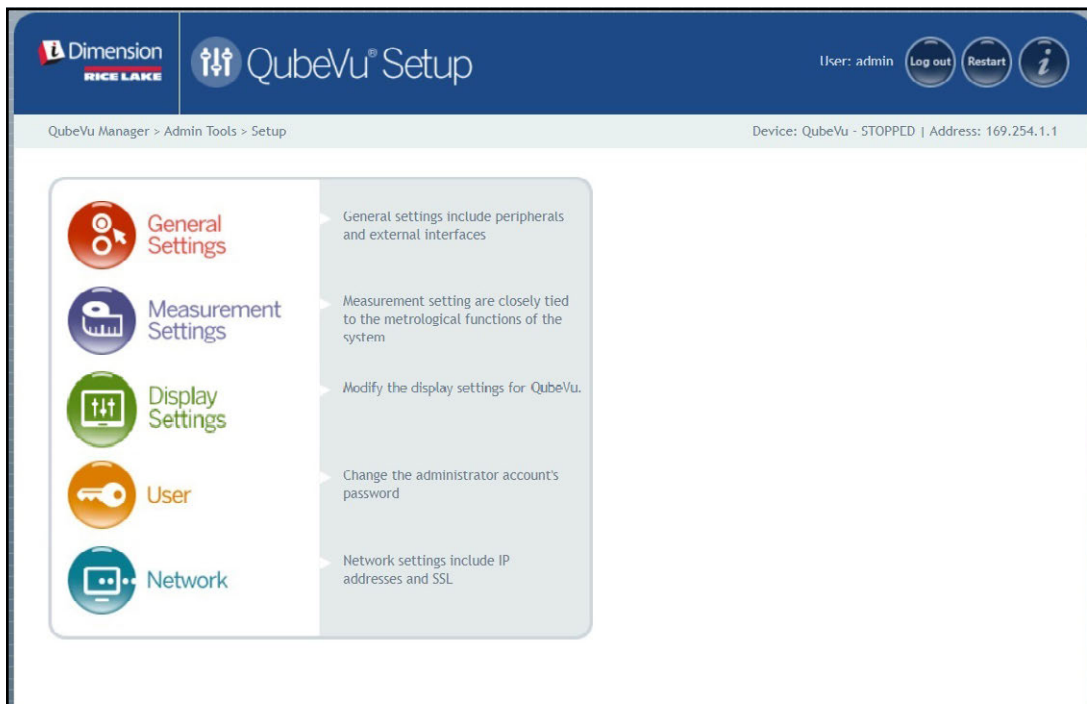 i Dimension
RICE LAKE
QubeVu® Setup
User: admin
Log out
Restart
i
QubeVu Manager > Admin Tools > Setup
Device: QubeVu - STOPPED | Address: 169.254.1.1
General
Settings
General settings include peripherals
and external interfaces
Measurement
Settings
Measurement setting are closely tied
to the metrological functions of the
system
Display
Settings
Modify the display settings for QubeVu.
User
Change the administrator account's
password
Network
Network settings include IP
addresses and SSL